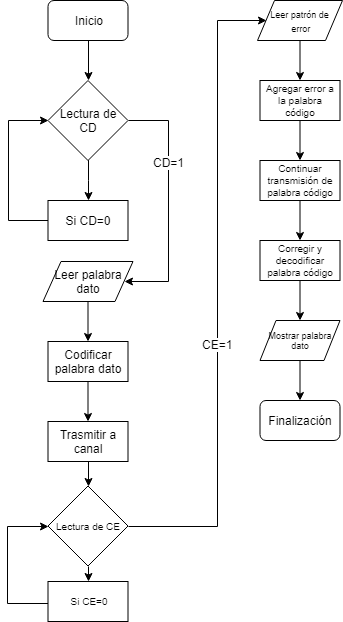 Inicio
Lectura de
CD
CD=1
Si CD=0
Leer palabra
dato
Codificar
palabra dato
Trasmitir a
canal
Lectura de CE
Si CE=0
CE=1
Leer patrón de
error
Agregar error a
la palabra
código
Continuar
transmisión de
palabra código
Corregir y
decodificar
palabra código
Mostrar palabra
dato
Finalización